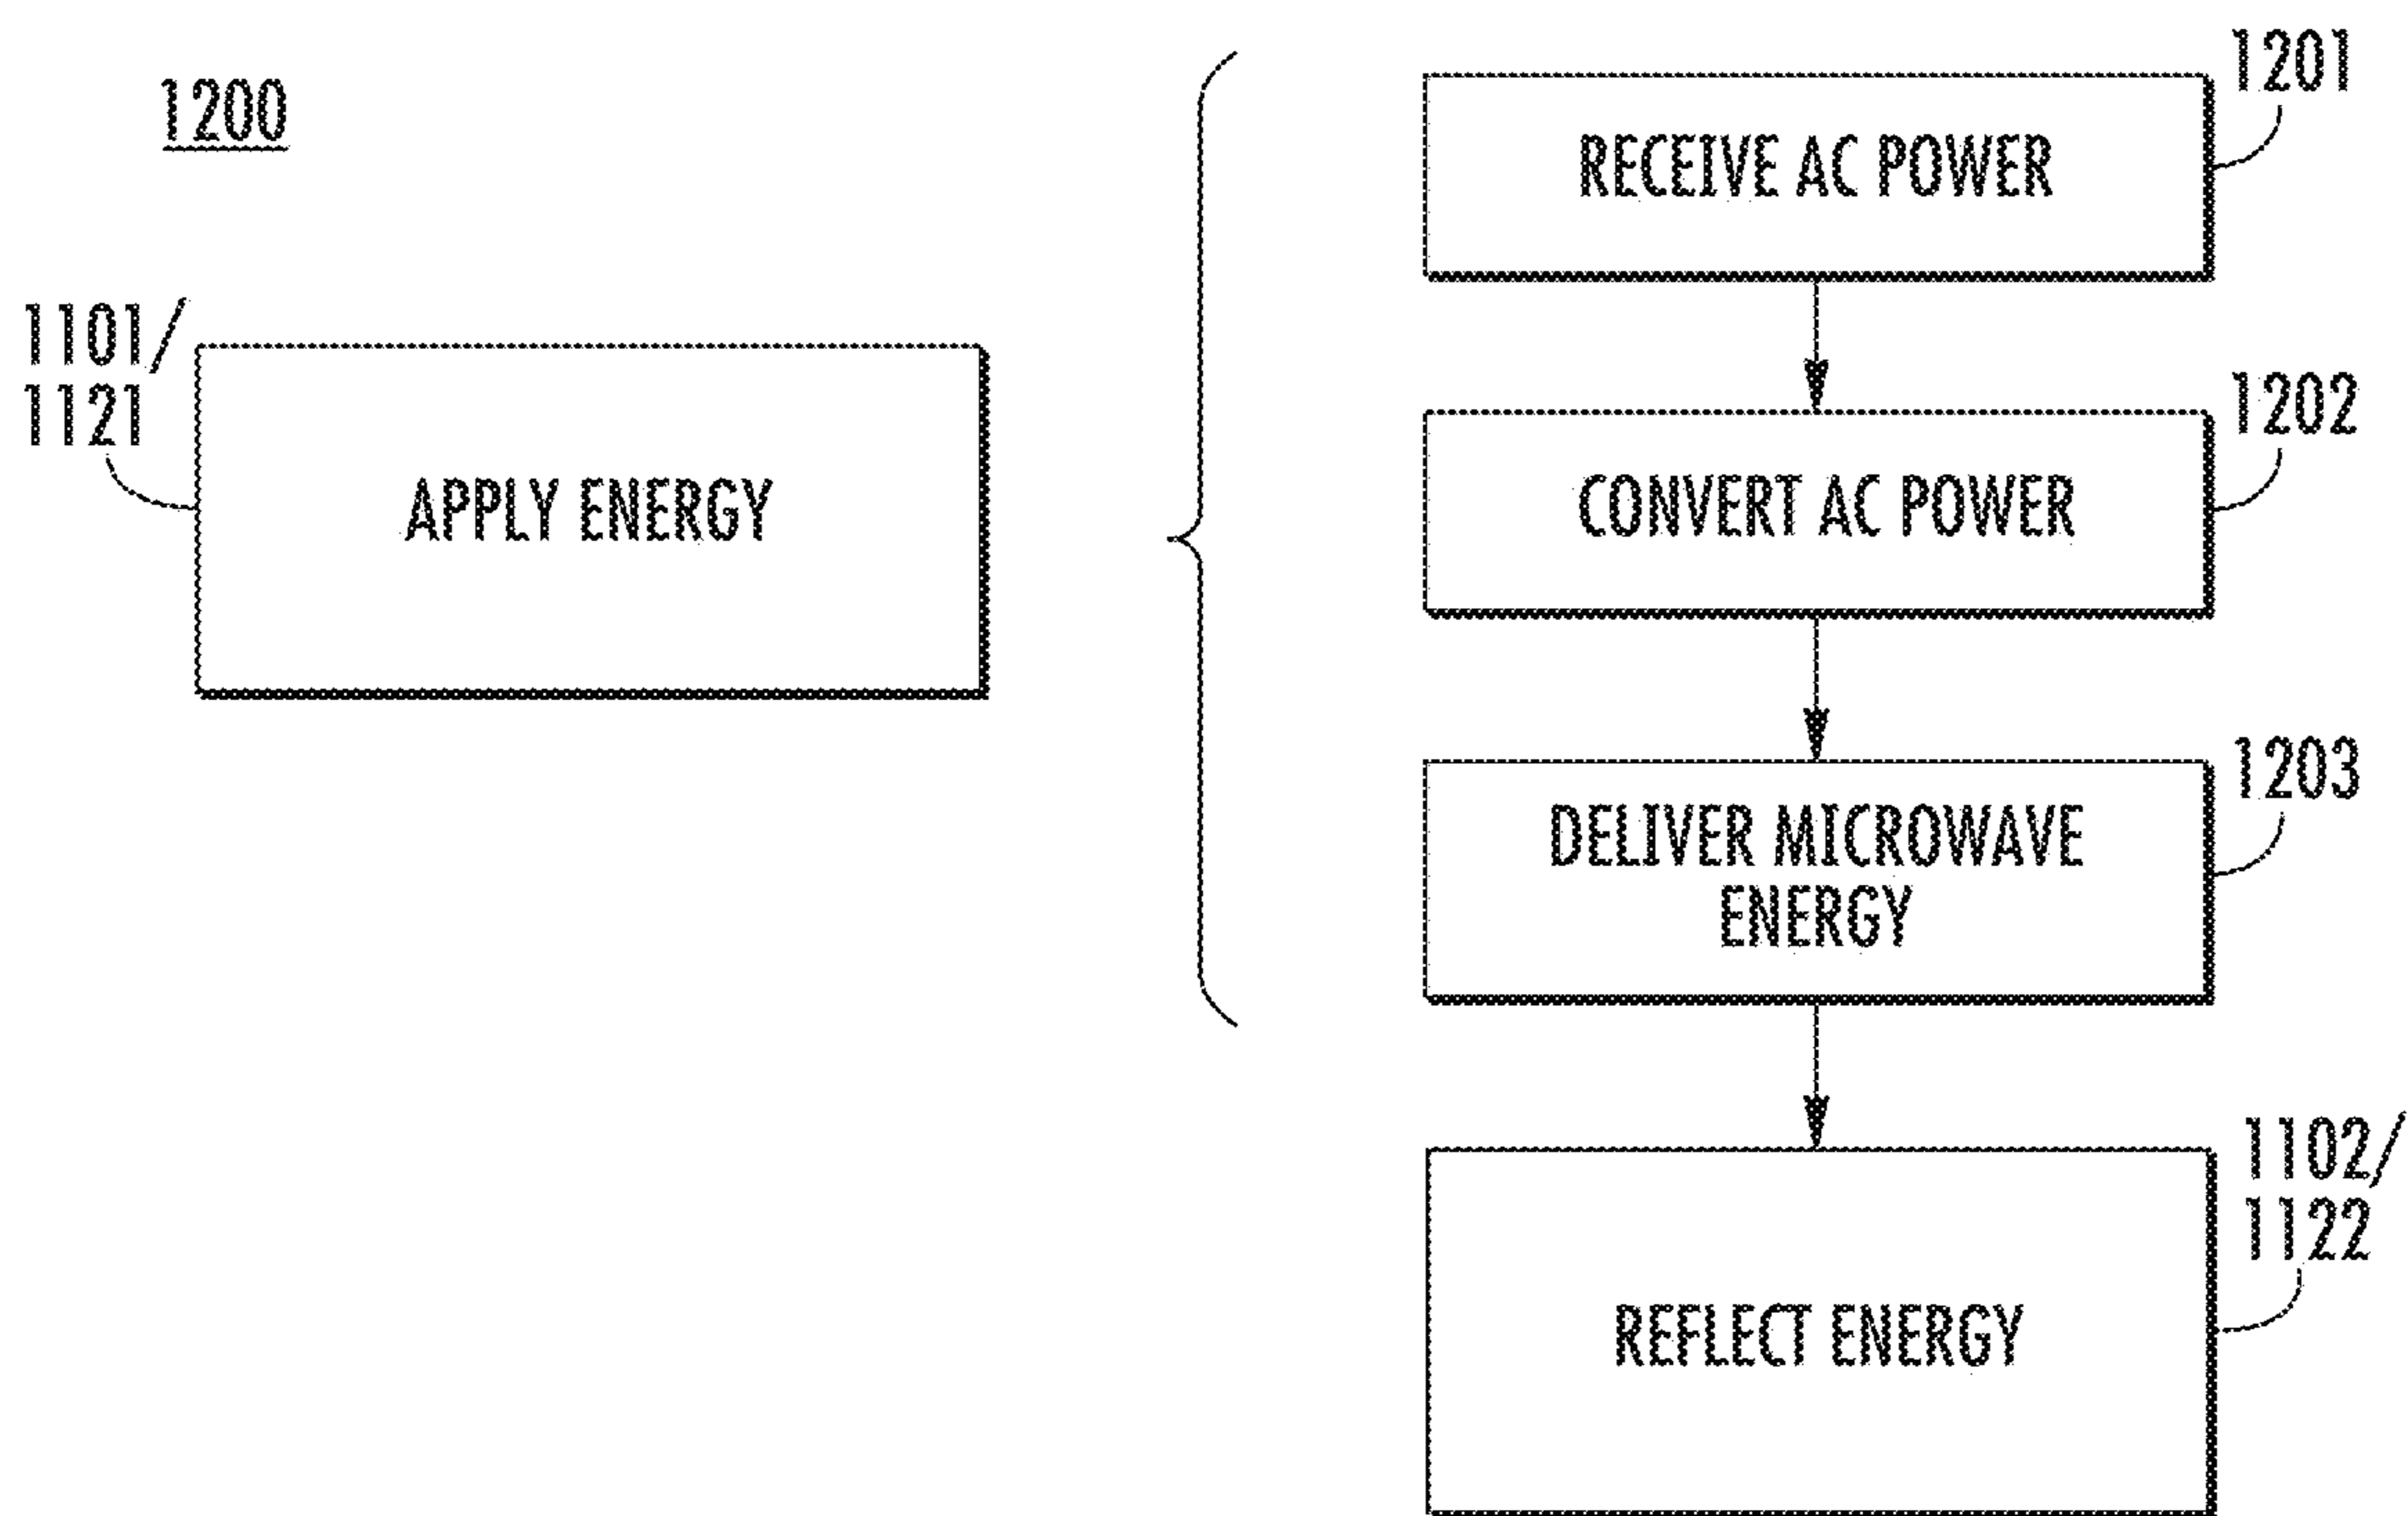 1200
1101/
1121
APPLY ENERGY
RECEIVE AC POWER
1201
CONVERT AC POWER
1202
DELIVER MICROWAVE
ENERGY
1203
REFLECT ENERGY
1102/
1122